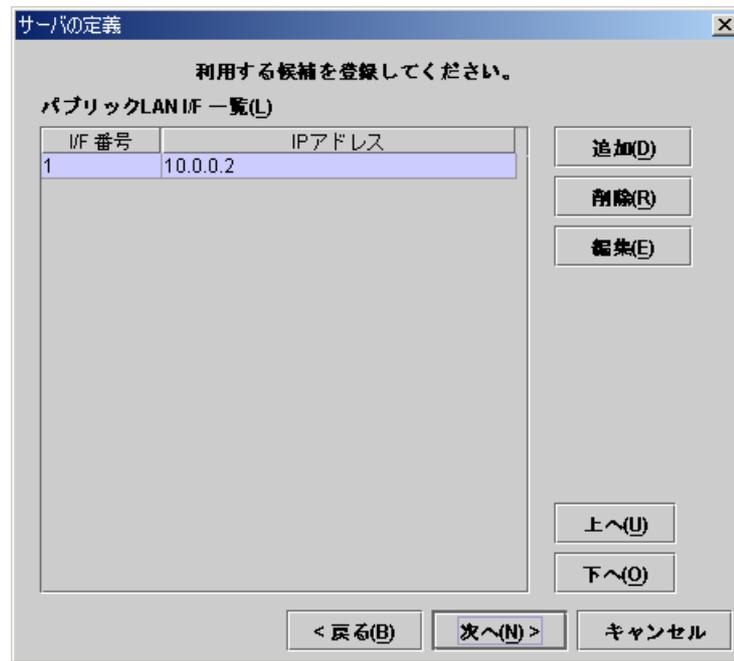 サーバの定義
利用する候補を登録してください。
パブリックLAN I/F 一覧(L)
I/F 番号 IPアドレス
1 10.0.0.2
追加(D)
削除(R)
編集(E)
上へ(U)
下へ(O)
< 戻る(B) 次へ(N) > キャンセル